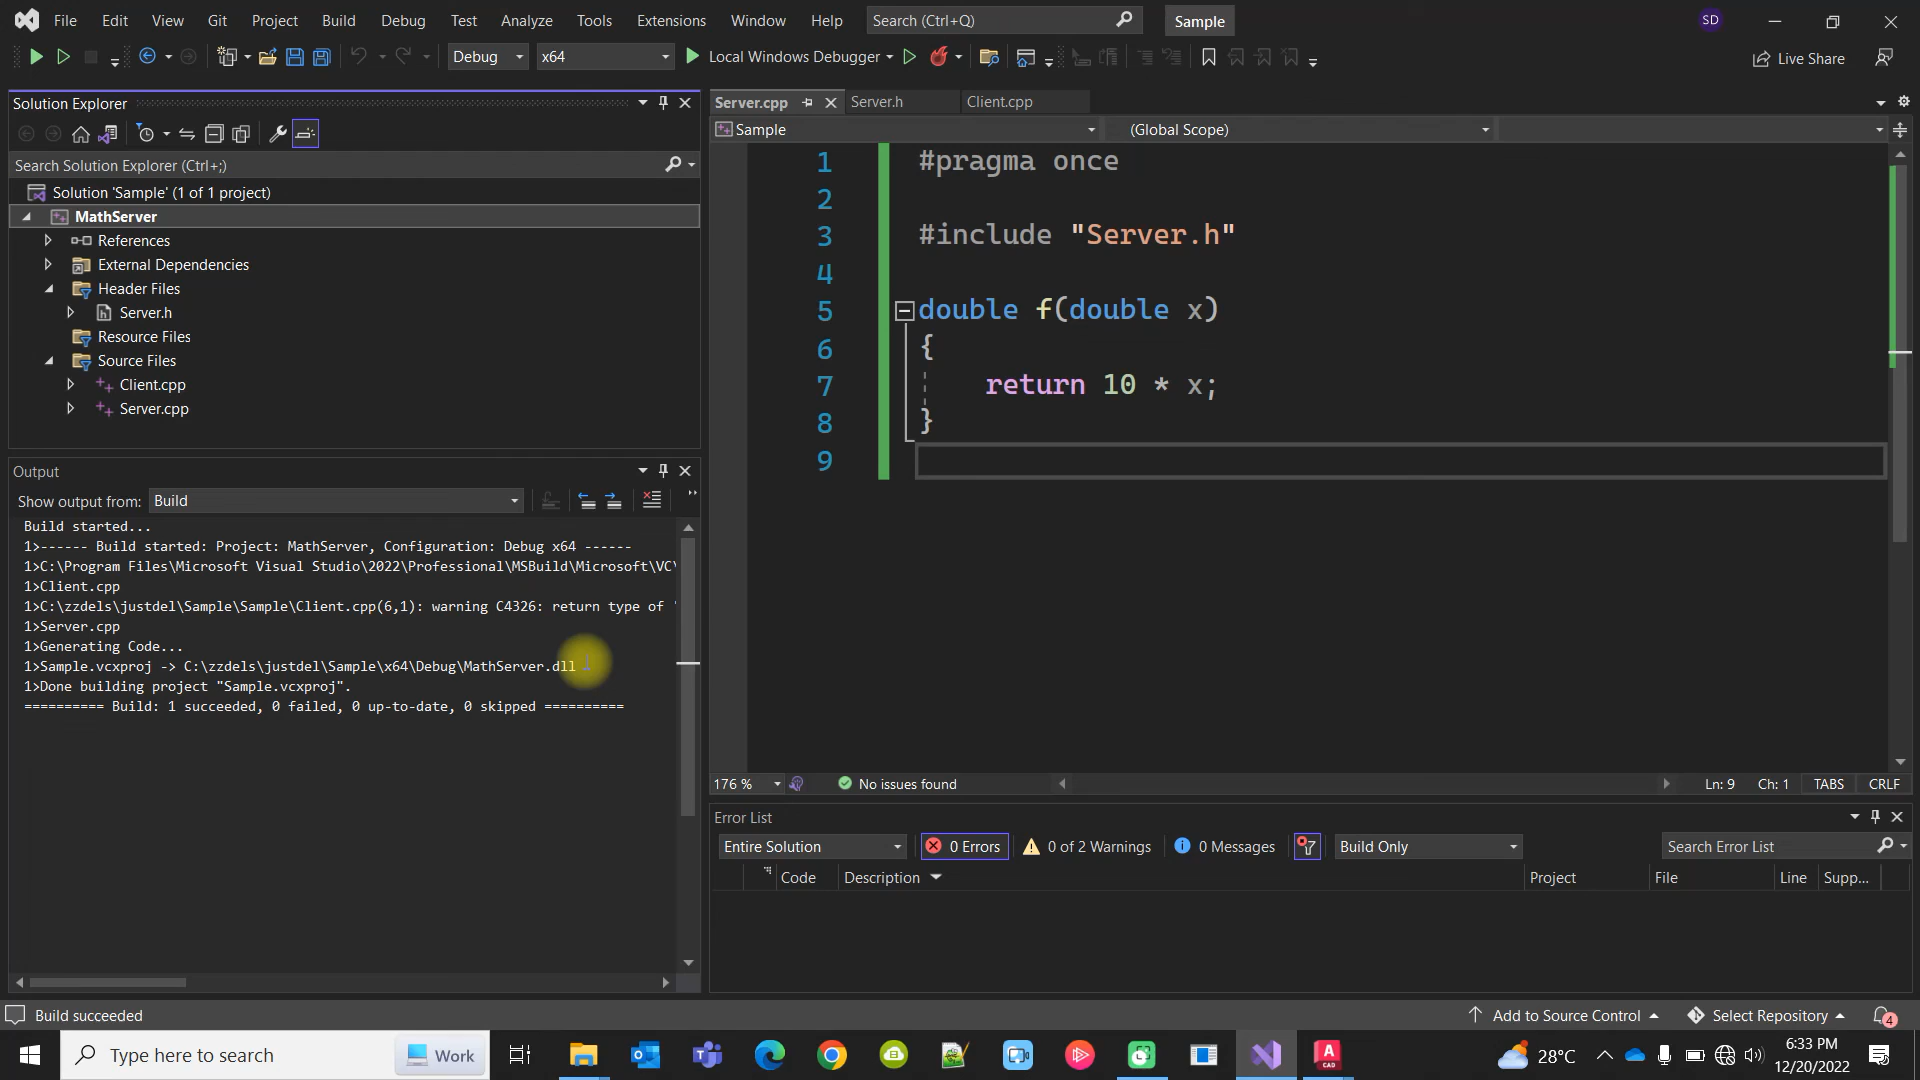 File Edit View Git Project Build Debug Test Analyze Tools Extensions Window Help Search (Ctrl+Q) Sample SD
Debug x64 Local Windows Debugger Live Share
Solution Explorer
Search Solution Explorer (Ctrl+;)
Solution 'Sample' (1 of 1 project)
MathServer
References
External Dependencies
Header Files
Server.h
Resource Files
Source Files
Client.cpp
Server.cpp
Output
Show output from: Build
Build started...
1>------ Build started: Project: MathServer, Configuration: Debug x64 ------
1>C:\Program Files\Microsoft Visual Studio\2022\Professional\MSBuild\Microsoft\VC\
1>Client.cpp
1>C:\zzdels\justdel\Sample\Sample\Client.cpp(6,1): warning C4326: return type of '
1>Server.cpp
1>Generating Code...
1>Sample.vcxproj -> C:\zzdels\justdel\Sample\x64\Debug\MathServer.dll
1>Done building project "Sample.vcxproj".
========== Build: 1 succeeded, 0 failed, 0 up-to-date, 0 skipped ==========
Server.cpp Server.h Client.cpp
Sample (Global Scope)
1 #pragma once
2
3 #include "Server.h"
4
5 double f(double x)
6 {
7 return 10 * x;
8 }
9
176 % No issues found Ln: 9 Ch: 1 TABS CRLF
Error List
Entire Solution 0 Errors 0 of 2 Warnings 0 Messages Build Only Search Error List
Code Description Project File Line Supp...
Build succeeded Add to Source Control Select Repository 4
Type here to search Work 28°C 6:33 PM
12/20/2022